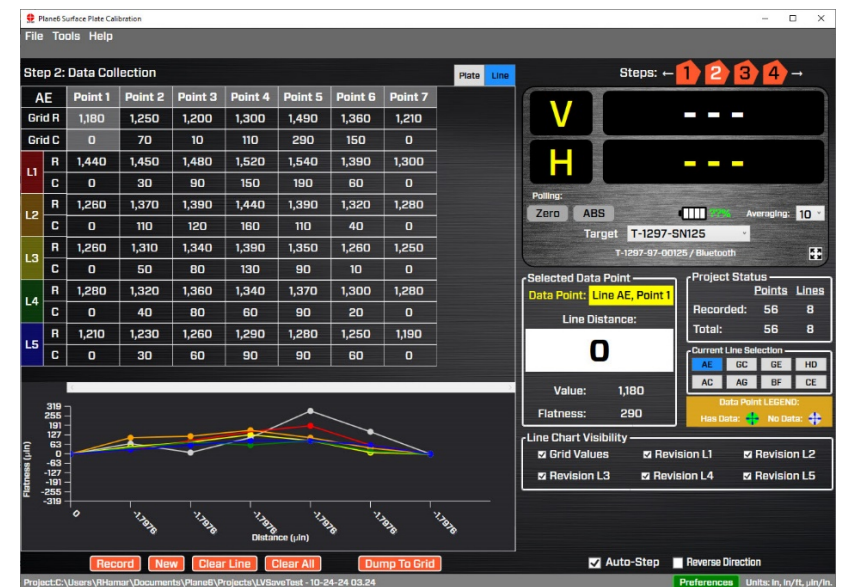 Plane6 Surface Plate Calibration
File Tools Help
Step 2: Data Collection
Plate Line
AE Point 1 Point 2 Point 3 Point 4 Point 5 Point 6 Point 7
Grid R 1,180 1,250 1,200 1,300 1,490 1,360 1,210
Grid C 0 70 10 110 290 150 0
L1 R 1,440 1,450 1,480 1,520 1,540 1,390 1,300
C 0 30 90 150 190 60 0
L2 R 1,260 1,370 1,390 1,440 1,390 1,320 1,280
C 0 110 120 160 110 40 0
L3 R 1,260 1,310 1,340 1,390 1,350 1,260 1,250
C 0 50 80 130 90 10 0
L4 R 1,280 1,320 1,360 1,340 1,370 1,300 1,280
C 0 40 80 60 90 20 0
L5 R 1,210 1,230 1,260 1,290 1,280 1,250 1,190
C 0 30 60 90 90 60 0
319
255
191
127
63
0
-63
-127
-191
-255
-319
Flatness (µin)
0 -1.7976 -1.7976 -1.7976 -1.7976 -1.7976 -1.7976
Distance (µin)
Record New Clear Line Clear All Dump To Grid
Project:C:\Users\RHamar\Documents\Plane6\Projects\LVSaveTest - 10-24-24 03.24
Steps: ← 1 2 3 4 →
V - - -
H - - -
Polling:
Zero ABS Averaging: 10
Target T-1297-SN125
T-1297-97-00125 / Bluetooth
Selected Data Point
Data Point: Line AE, Point 1
Line Distance:
0
Value: 1,180
Flatness: 290
Project Status
Points Lines
Recorded: 56 8
Total: 56 8
Current Line Selection
AE GC GE HD
AC AG BF CE
Data Point LEGEND:
Has Data: No Data:
Line Chart Visibility
Grid Values Revision L1 Revision L2
Revision L3 Revision L4 Revision L5
Auto-Step Reverse Direction
Preferences Units: in, in/ft, µin/in.